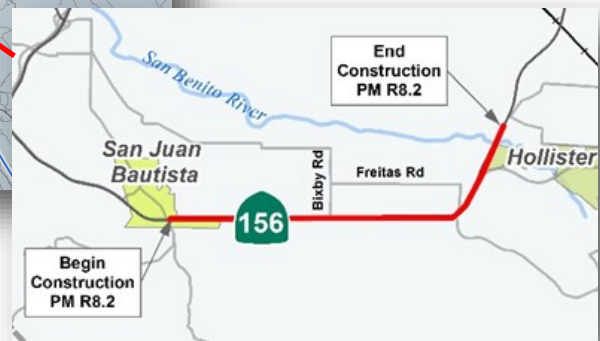 San Benito River
End
Construction
PM R8.2
San Juan
Bautista
Bixby Rd
Freitas Rd
Hollister
156
Begin
Construction
PM R8.2